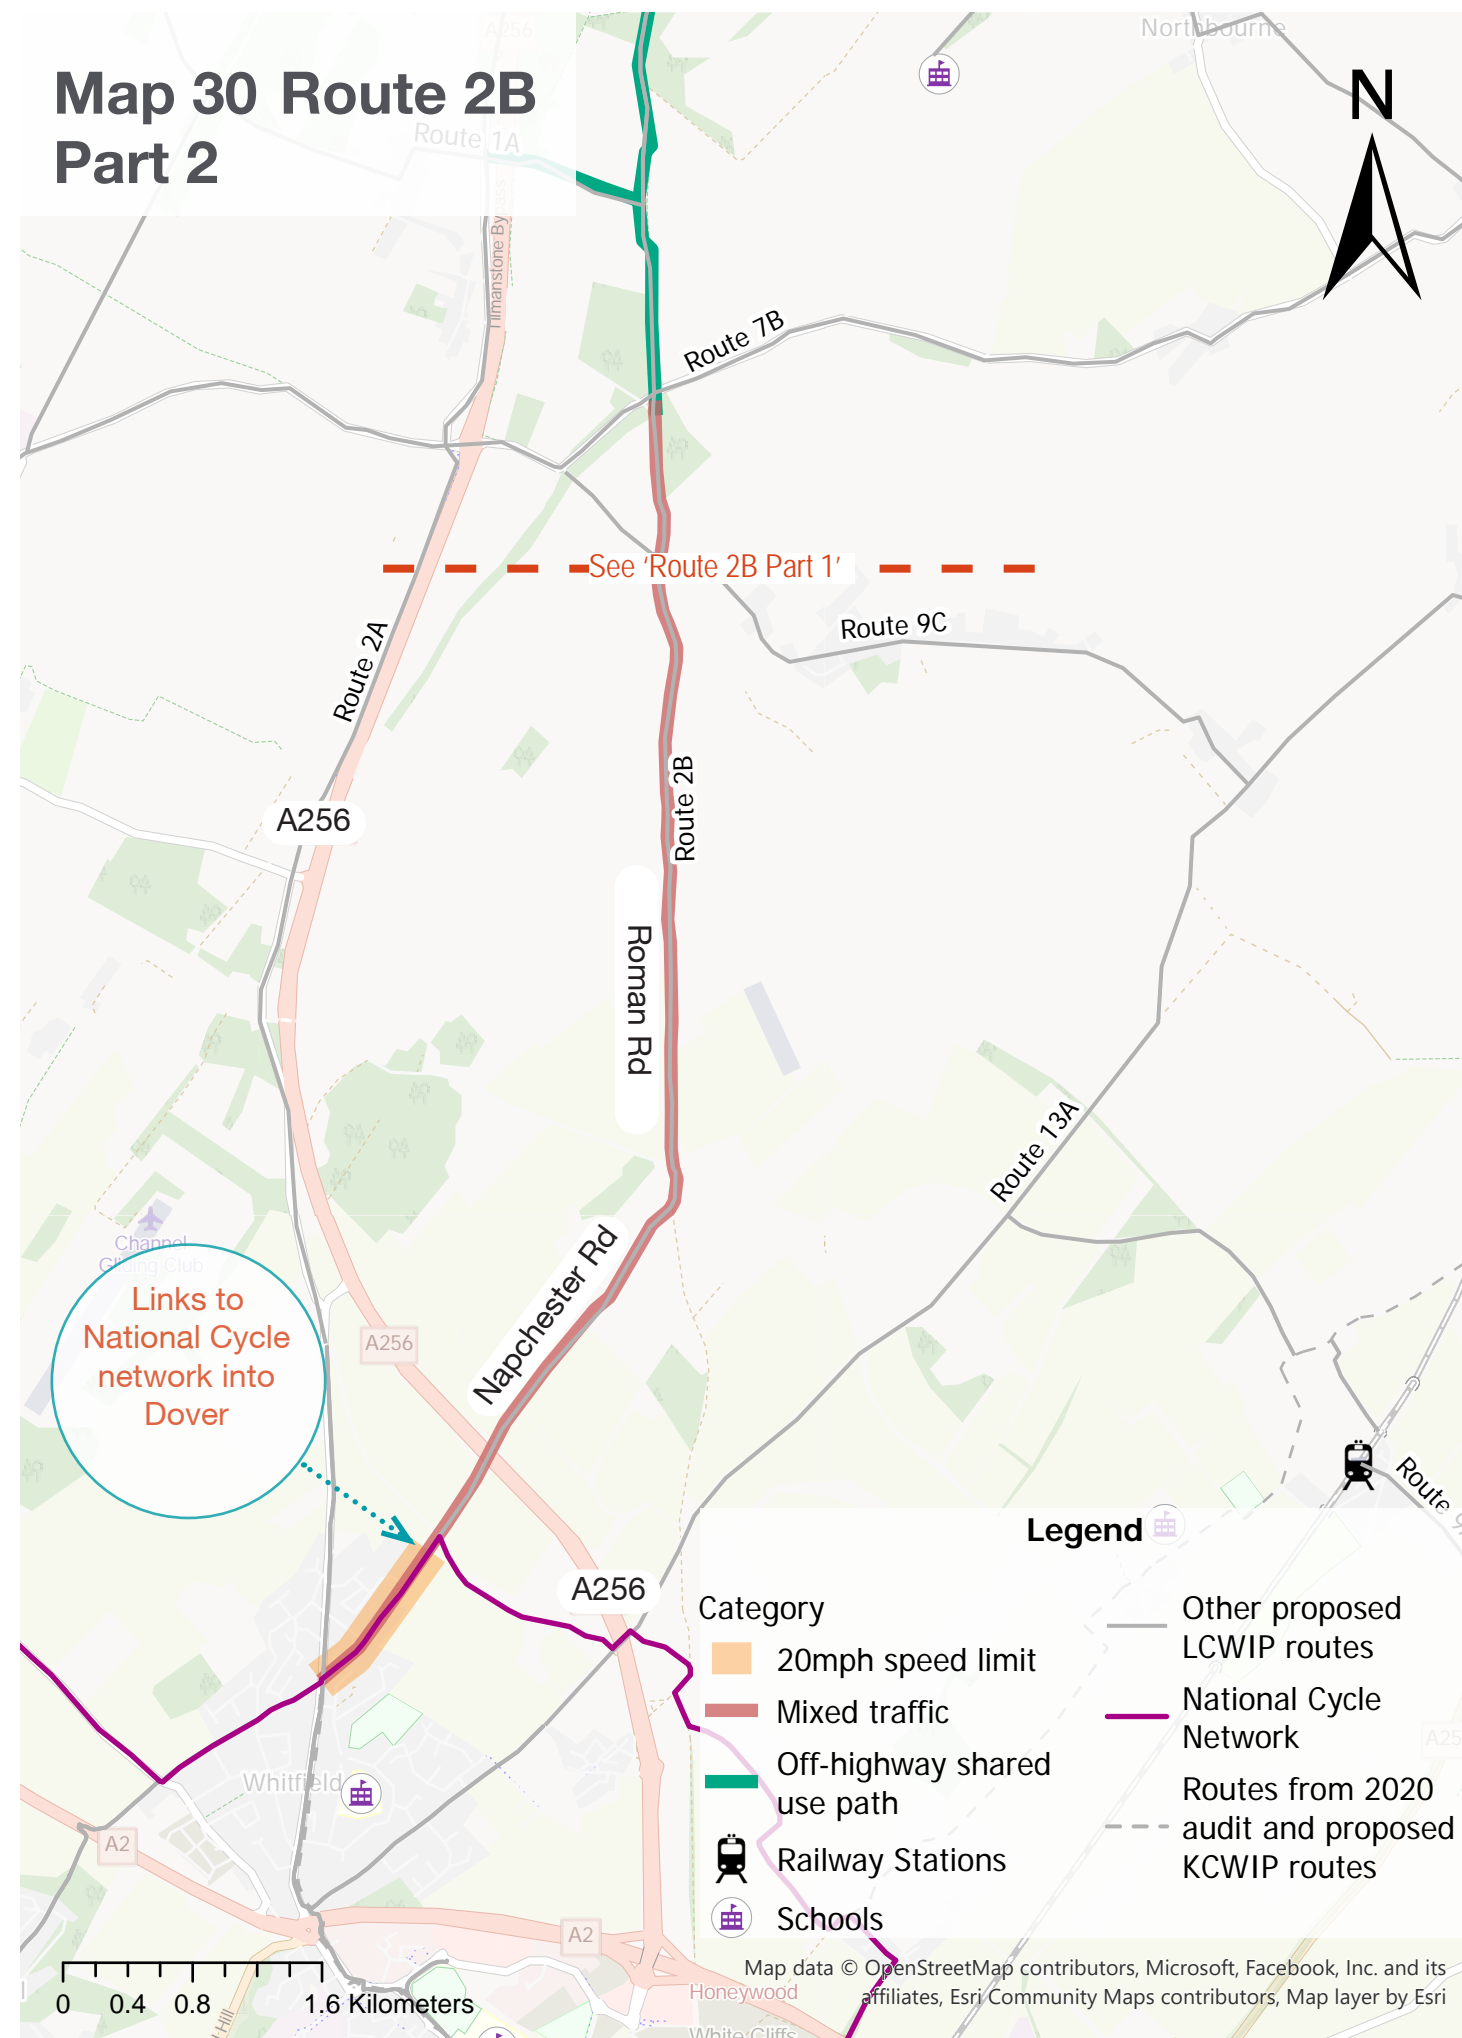 Map 30 Route 2B
Part 2
A256
Northbourne
N
Route 1A
Tilmanstone Bypass
Route 7B
See ‘Route 2B Part 1’
Route 9C
Route 2A
Route 2B
A256
Roman Rd
Route 13A
Channel
Gliding Club
Napchester Rd
Links to
National Cycle
network into
Dover
A256
A256
Route 9
Whitfield
A2
A2
A25
Honeywood
White Cliffs
Hill
Legend
Category
20mph speed limit
Mixed traffic
Off-highway shared
use path
Railway Stations
Schools
Other proposed
LCWIP routes
National Cycle
Network
Routes from 2020
audit and proposed
KCWIP routes
0 0.4 0.8 1.6 Kilometers
Map data © OpenStreetMap contributors, Microsoft, Facebook, Inc. and its
affiliates, Esri Community Maps contributors, Map layer by Esri